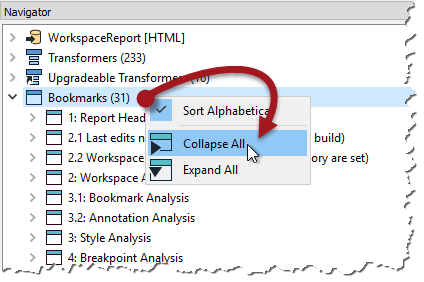 Navigator
WorkspaceReport [HTML]
Transformers (233)
Upgradeable Transformers
Bookmarks (31)
Sort Alphabetical
1: Report Head
2.1 Last edits build)
Collapse All
2.2 Workspace ory are set)
Expand All
2: Workspace A
3.1: Bookmark Analysis
3.2: Annotation Analysis
3: Style Analysis
4: Breakpoint Analysis